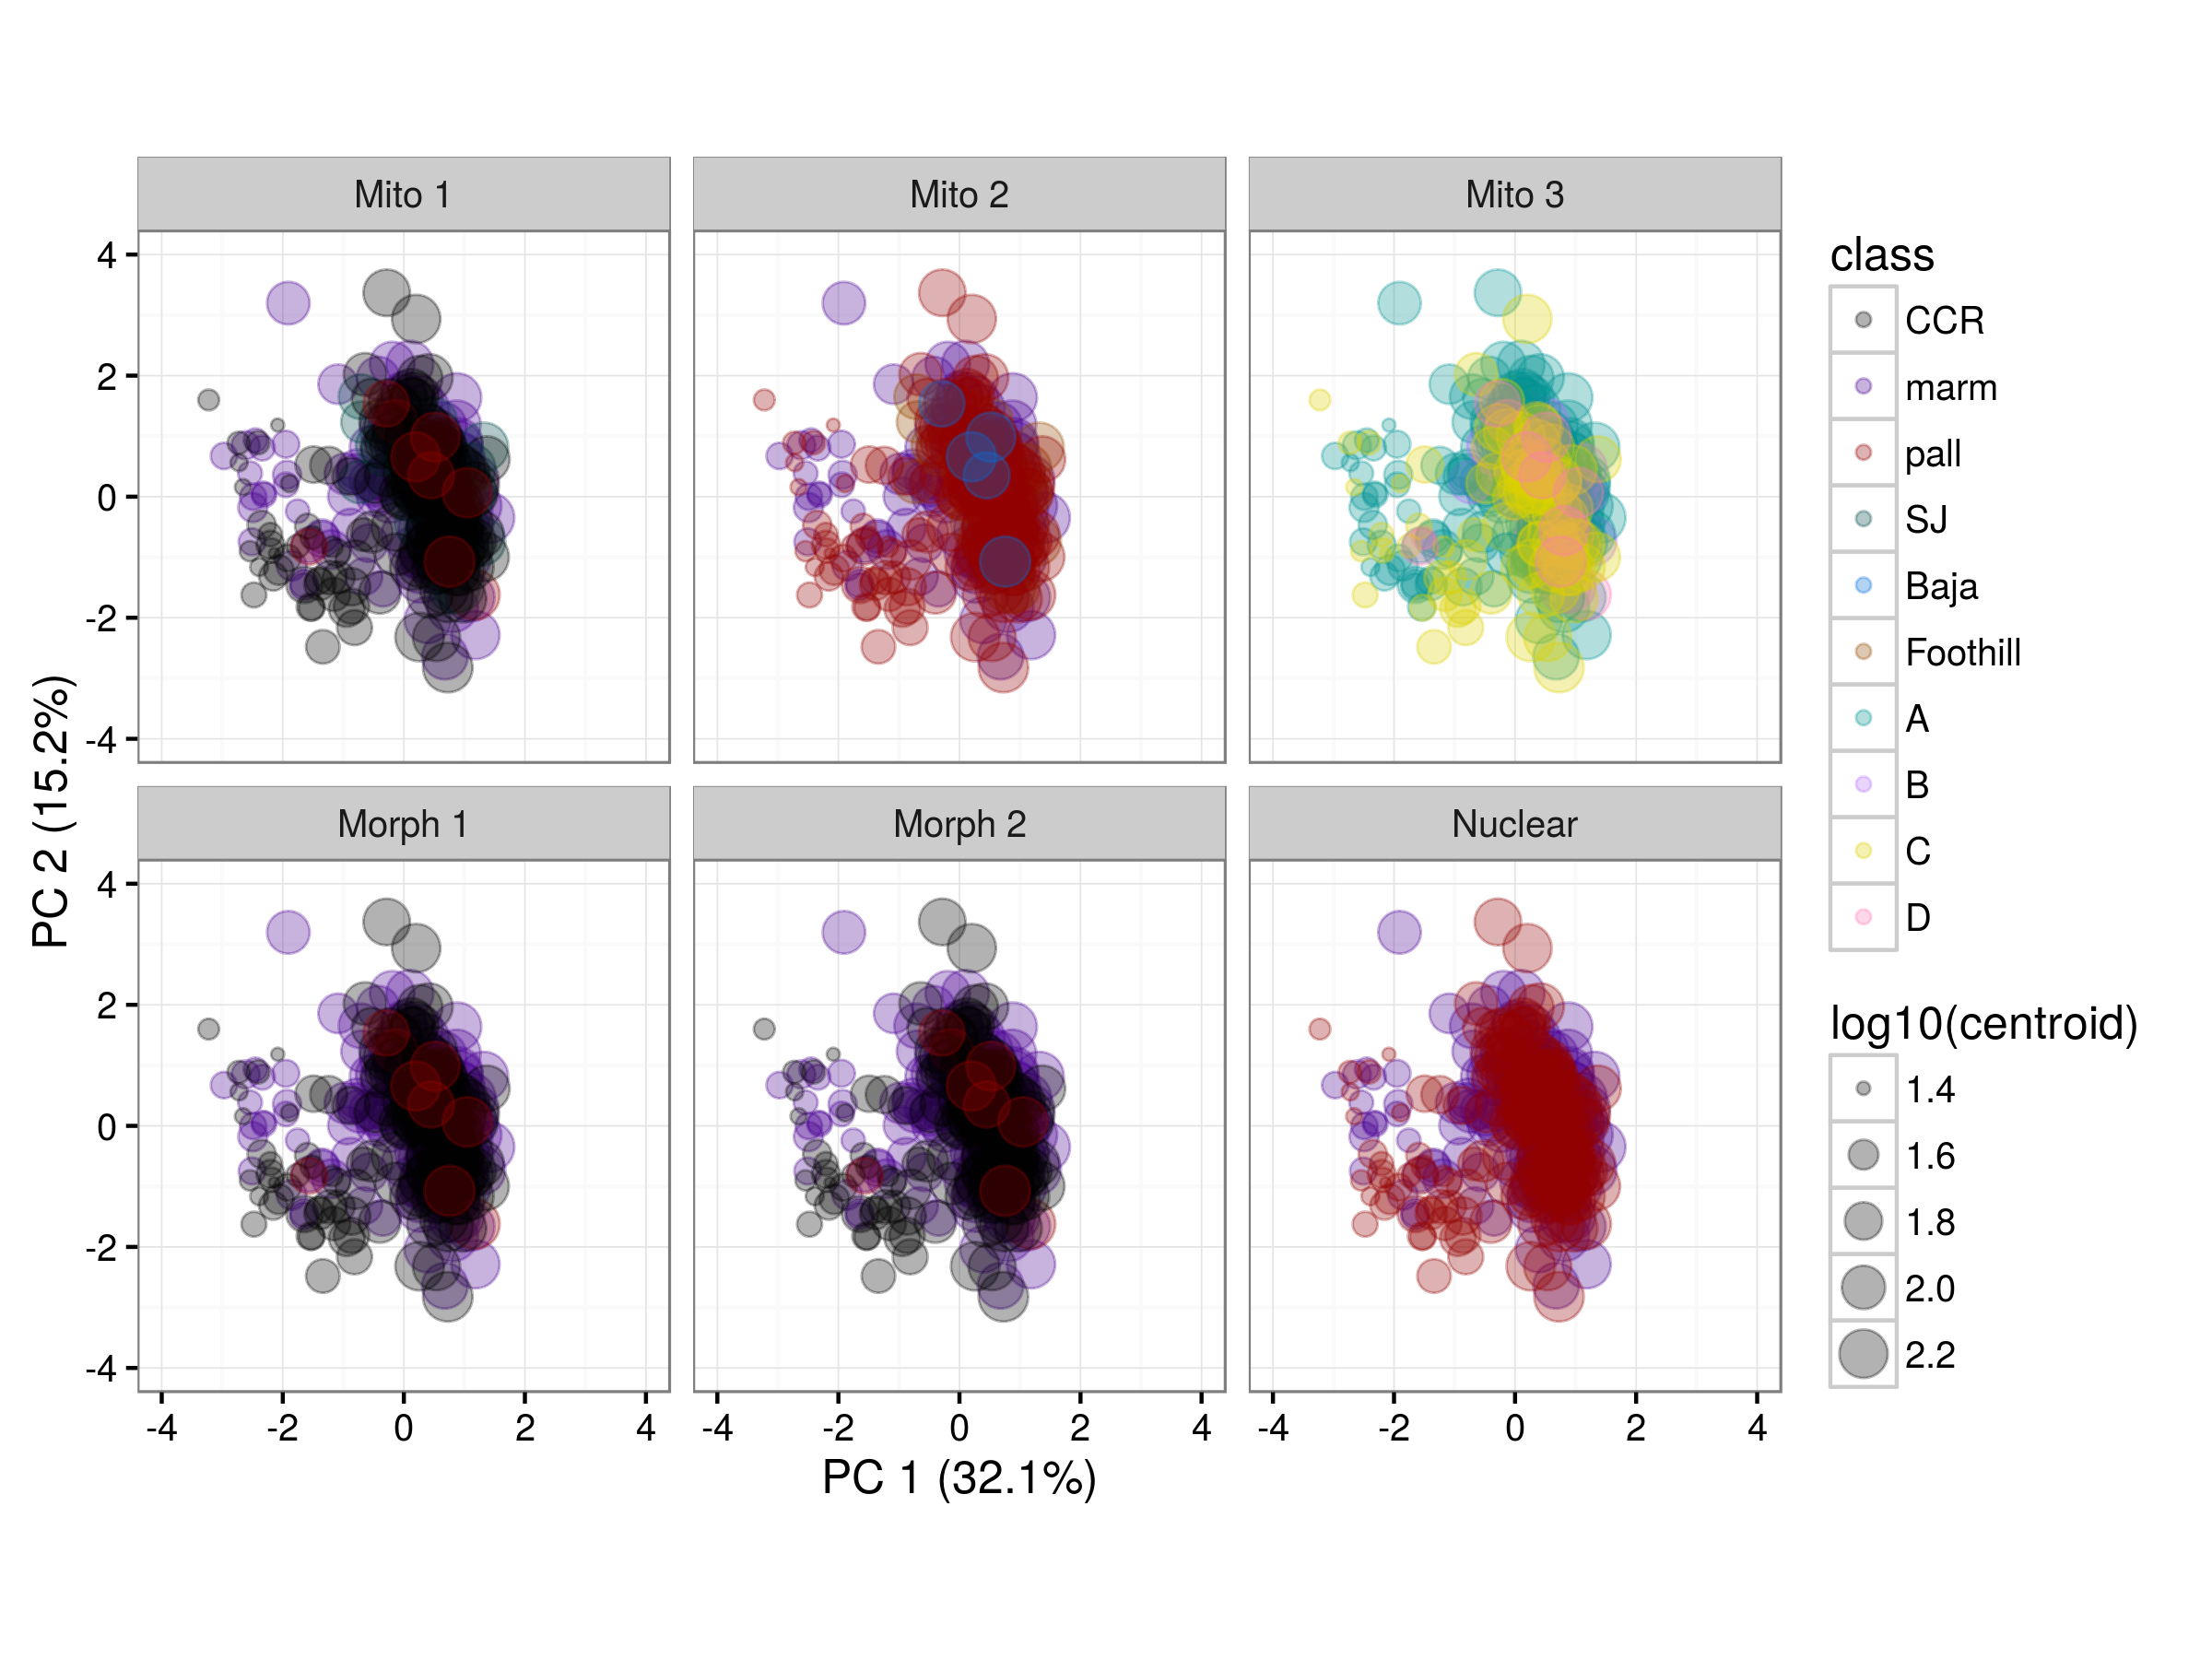 Mito 1
Mito 2
Mito 3
4
2
0
-2
-4
Morph 1
Morph 2
Nuclear
4
2
0
-2
-4
-4 -2 0 2 4
-4 -2 0 2 4
-4 -2 0 2 4
PC 1 (32.1%)
PC 2 (15.2%)
class
CCR
marm
pall
SJ
Baja
Foothill
A
B
C
D
log10(centroid)
1.4
1.6
1.8
2.0
2.2